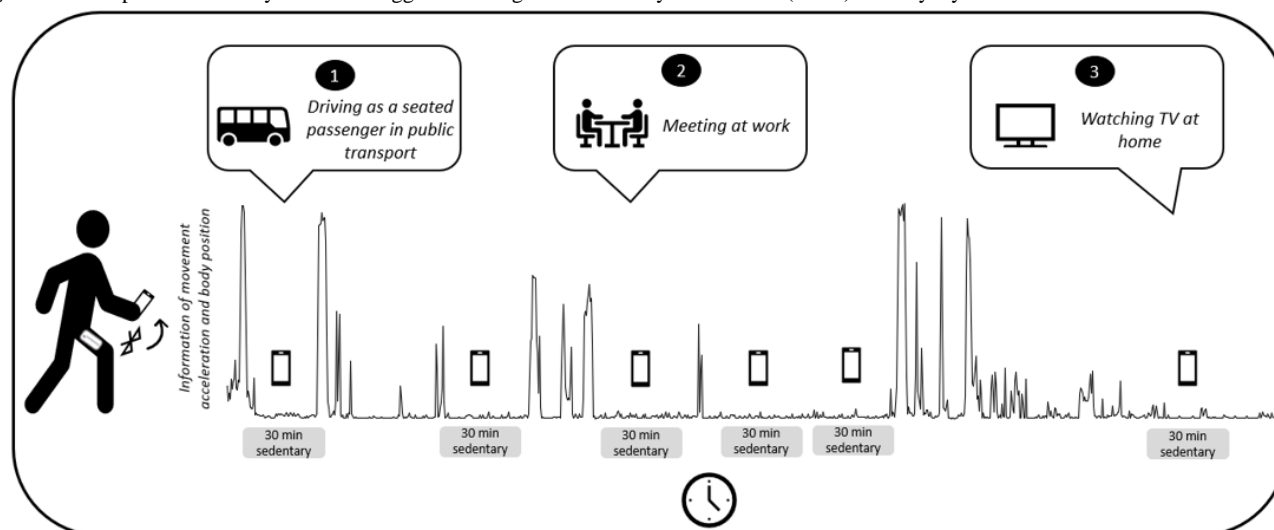 1
Driving as a seated
passenger in public
transport
2
Meeting at work
3
Watching TV at
home
Information of movement
acceleration and body position
30 min
sedentary
30 min
sedentary
30 min
sedentary
30 min
sedentary
30 min
sedentary
30 min
sedentary